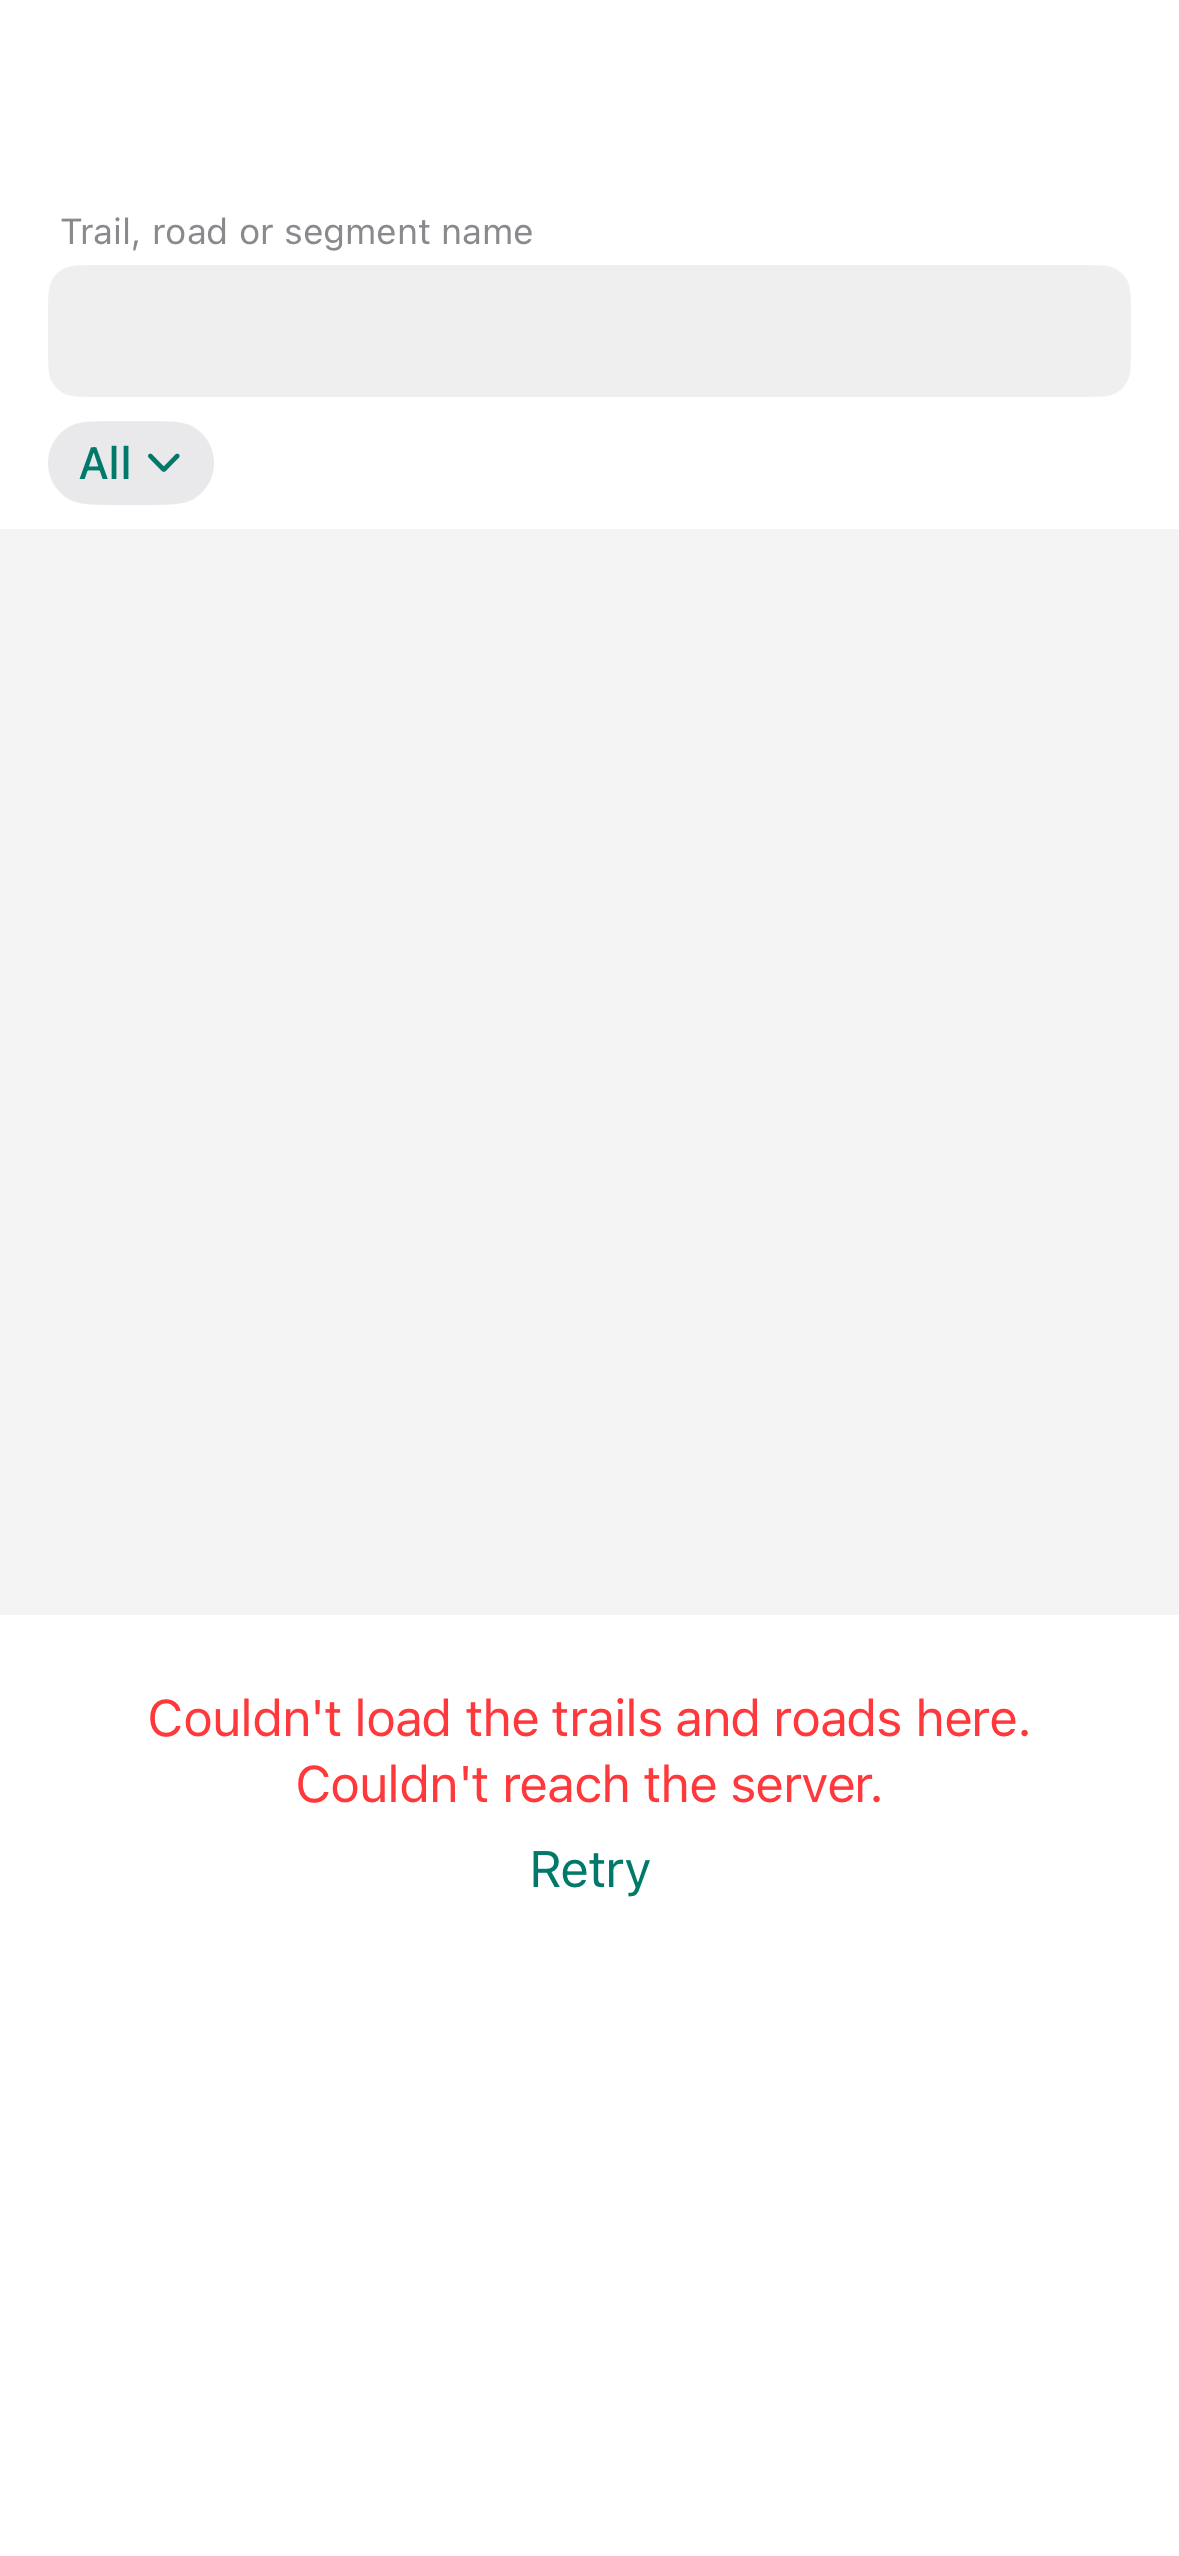 Trail, road or segment name
All
Couldn't load the trails and roads here.
Couldn't reach the server.
Retry